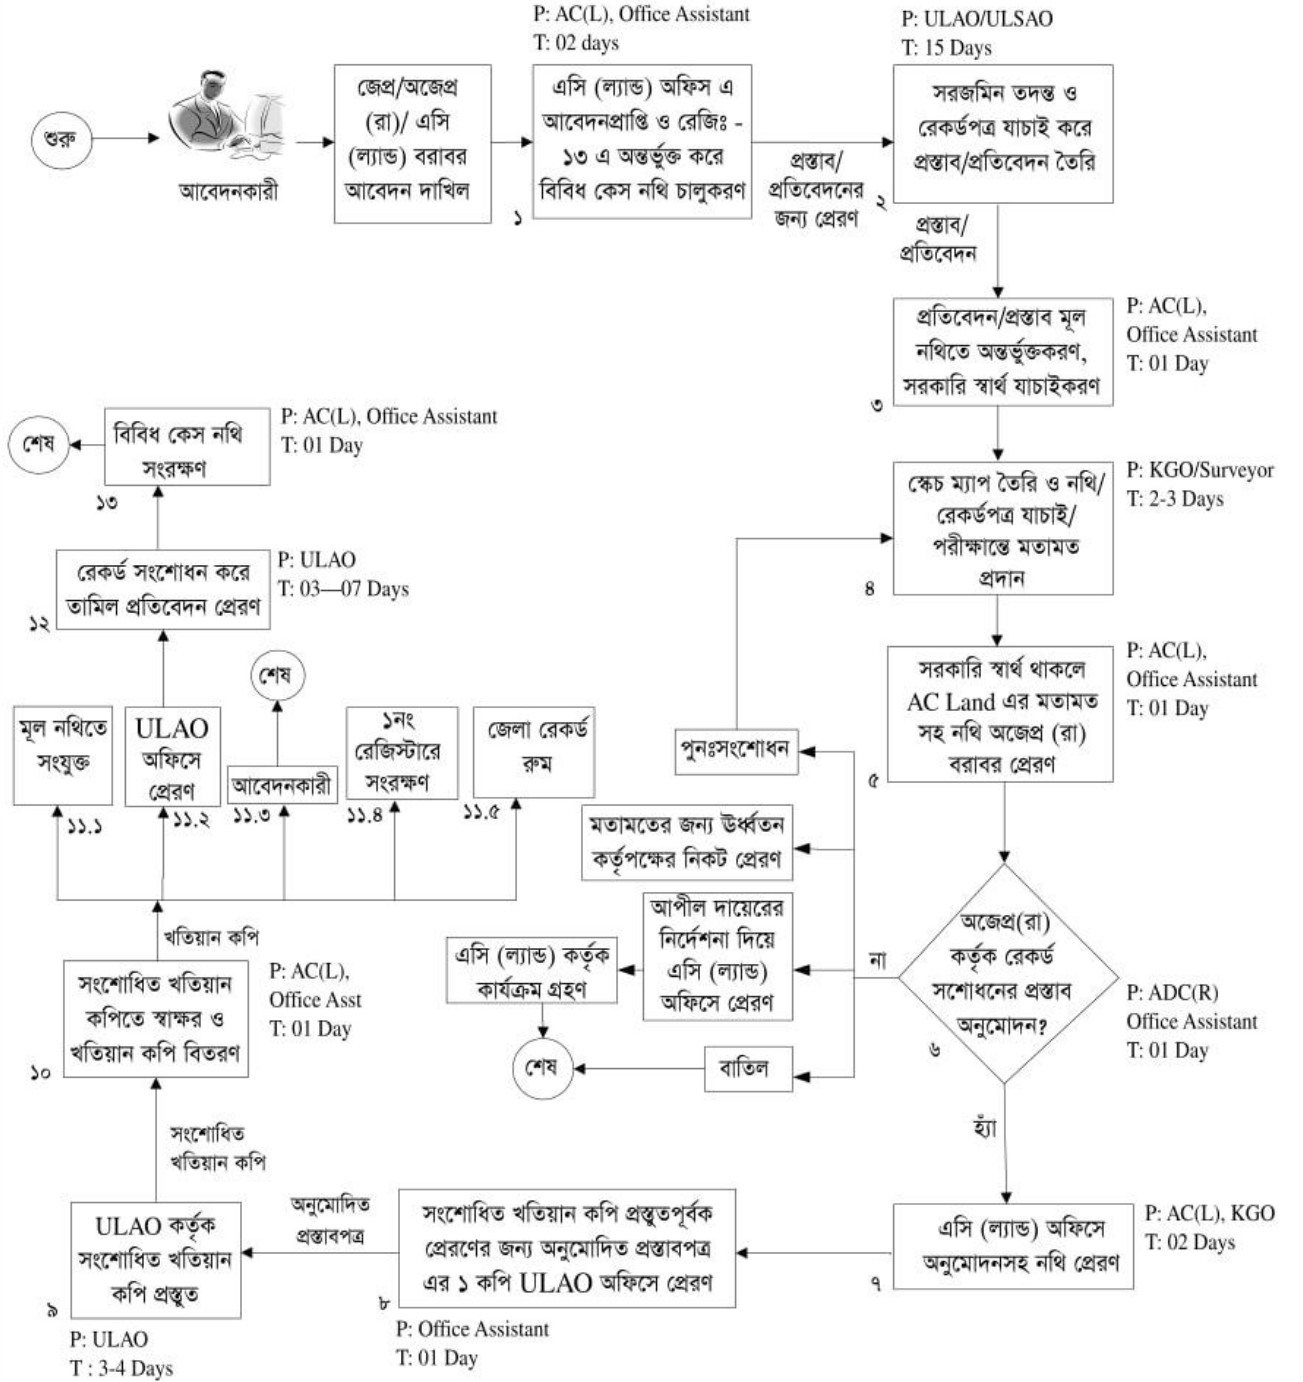 শুরু
আবেদনকারী
জেপ্র/অজেপ্র
(রা)/ এসি
(ল্যান্ড) বরাবর
আবেদন দাখিল
P: AC(L), Office Assistant
T: 02 days
এসি (ল্যান্ড) অফিস এ
আবেদনপ্রাপ্তি ও রেজিঃ -
১৩ এ অন্তর্ভুক্ত করে
বিবিধ কেস নথি চালুকরণ
১
প্রস্তাব/
প্রতিবেদনের
জন্য প্রেরণ
P: ULAO/ULSAO
T: 15 Days
সরজমিন তদন্ত ও
রেকর্ডপত্র যাচাই করে
প্রস্তাব/প্রতিবেদন তৈরি
২
প্রস্তাব/
প্রতিবেদন
প্রতিবেদন/প্রস্তাব মূল
নথিতে অন্তর্ভুক্তকরণ,
সরকারি স্বার্থ যাচাইকরণ
৩
P: AC(L),
Office Assistant
T: 01 Day
স্কেচ ম্যাপ তৈরি ও নথি/
রেকর্ডপত্র যাচাই/
পরীক্ষান্তে মতামত
প্রদান
৪
P: KGO/Surveyor
T: 2-3 Days
সরকারি স্বার্থ থাকলে
AC Land এর মতামত
সহ নথি অজেপ্র (রা)
বরাবর প্রেরণ
৫
P: AC(L),
Office Assistant
T: 01 Day
অজেপ্র(রা)
কর্তৃক রেকর্ড
সশোধনের প্রস্তাব
অনুমোদন?
৬
P: ADC(R)
Office Assistant
T: 01 Day
না
পুনঃসংশোধন
মতামতের জন্য ঊর্ধ্বতন
কর্তৃপক্ষের নিকট প্রেরণ
আপীল দায়েরের
নির্দেশনা দিয়ে
এসি (ল্যান্ড)
অফিসে প্রেরণ
এসি (ল্যান্ড) কর্তৃক
কার্যক্রম গ্রহণ
বাতিল
শেষ
হ্যাঁ
এসি (ল্যান্ড) অফিসে
অনুমোদনসহ নথি প্রেরণ
৭
P: AC(L), KGO
T: 02 Days
সংশোধিত খতিয়ান কপি প্রস্তুতপূর্বক
প্রেরণের জন্য অনুমোদিত প্রস্তাবপত্র
এর ১ কপি ULAO অফিসে প্রেরণ
৮
P: Office Assistant
T: 01 Day
অনুমোদিত
প্রস্তাবপত্র
ULAO কর্তৃক
সংশোধিত খতিয়ান
কপি প্রস্তুত
৯
P: ULAO
T : 3-4 Days
সংশোধিত
খতিয়ান কপি
সংশোধিত খতিয়ান
কপিতে স্বাক্ষর ও
খতিয়ান কপি বিতরণ
১০
P: AC(L),
Office Asst
T: 01 Day
খতিয়ান কপি
মূল নথিতে
সংযুক্ত
১১.১
ULAO
অফিসে
প্রেরণ
১১.২
শেষ
আবেদনকারী
১১.৩
১নং
রেজিস্টারে
সংরক্ষণ
১১.৪
জেলা রেকর্ড
রুম
১১.৫
রেকর্ড সংশোধন করে
তামিল প্রতিবেদন প্রেরণ
১২
P: ULAO
T: 03—07 Days
বিবিধ কেস নথি
সংরক্ষণ
১৩
P: AC(L), Office Assistant
T: 01 Day
শেষ